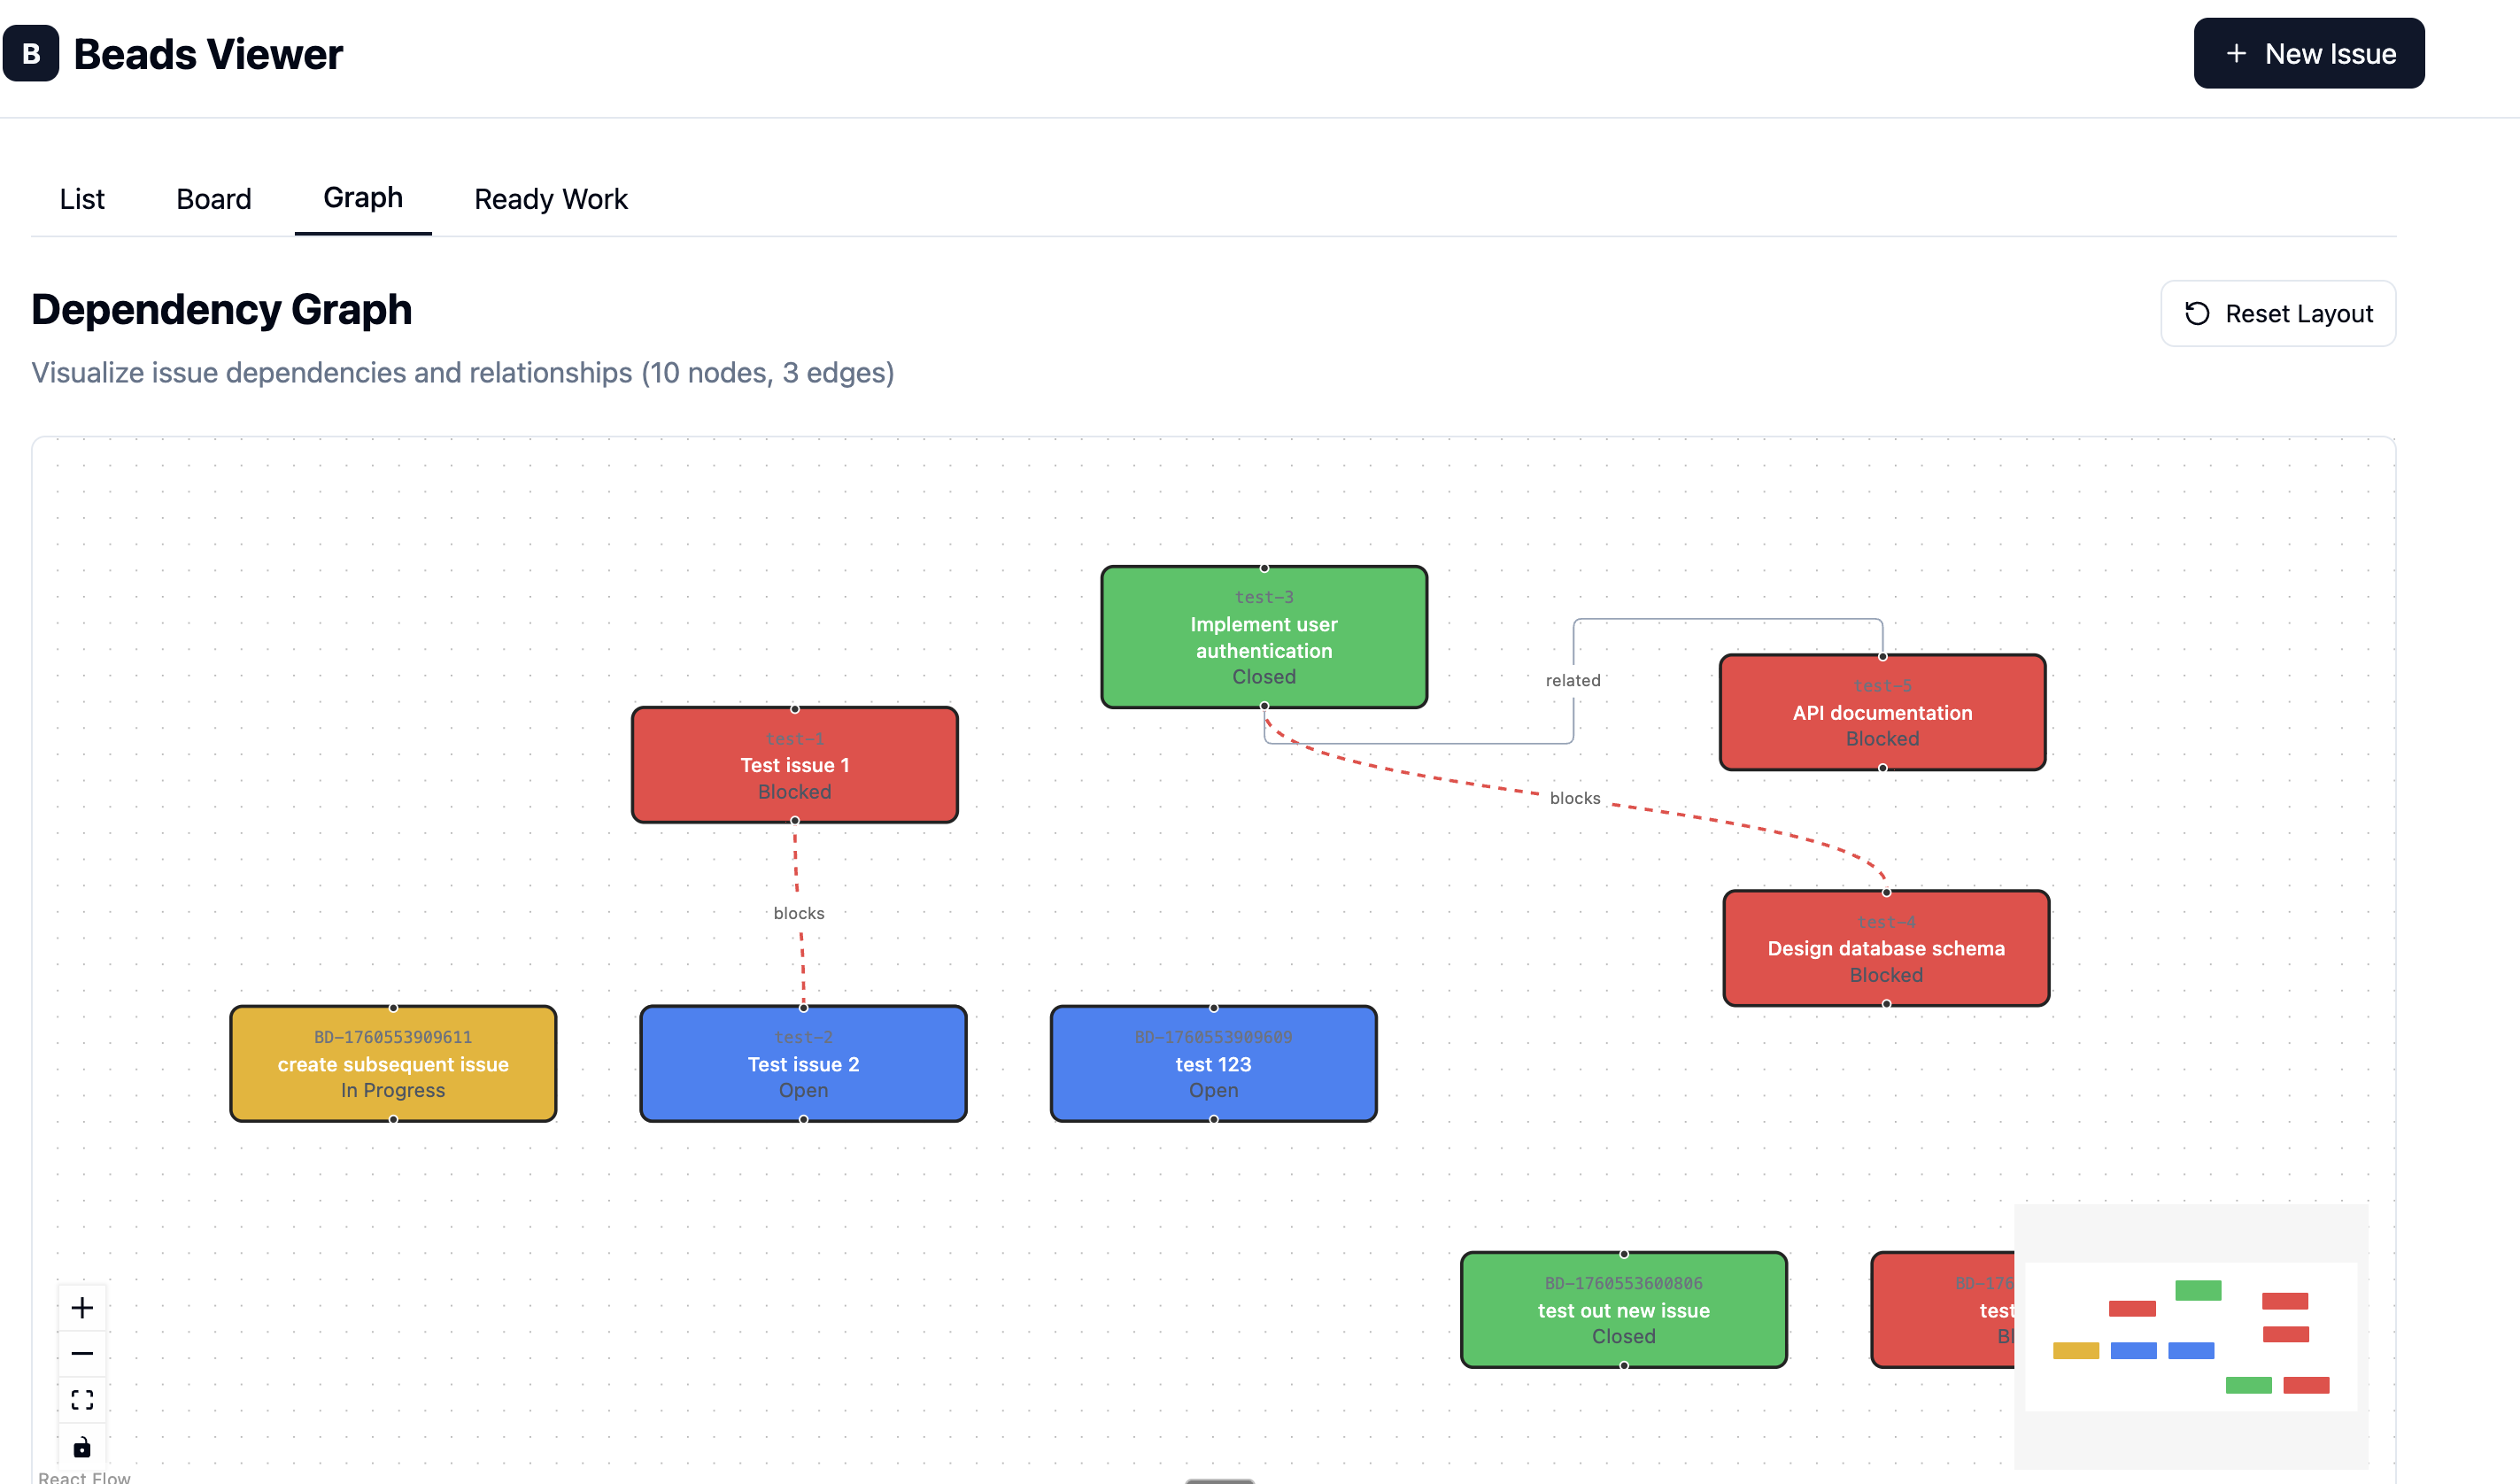 B Beads Viewer
+ New Issue
List Board Graph Ready Work
Dependency Graph
Reset Layout
Visualize issue dependencies and relationships (10 nodes, 3 edges)
test-3
Implement user
authentication
Closed
related
test-5
API documentation
Blocked
test-1
Test issue 1
Blocked
blocks
blocks
test-4
Design database schema
Blocked
BD-1760553909611
create subsequent issue
In Progress
test-2
Test issue 2
Open
BD-1760553909609
test 123
Open
BD-1760553600806
test out new issue
Closed
BD-176
test
Bl
React Flow